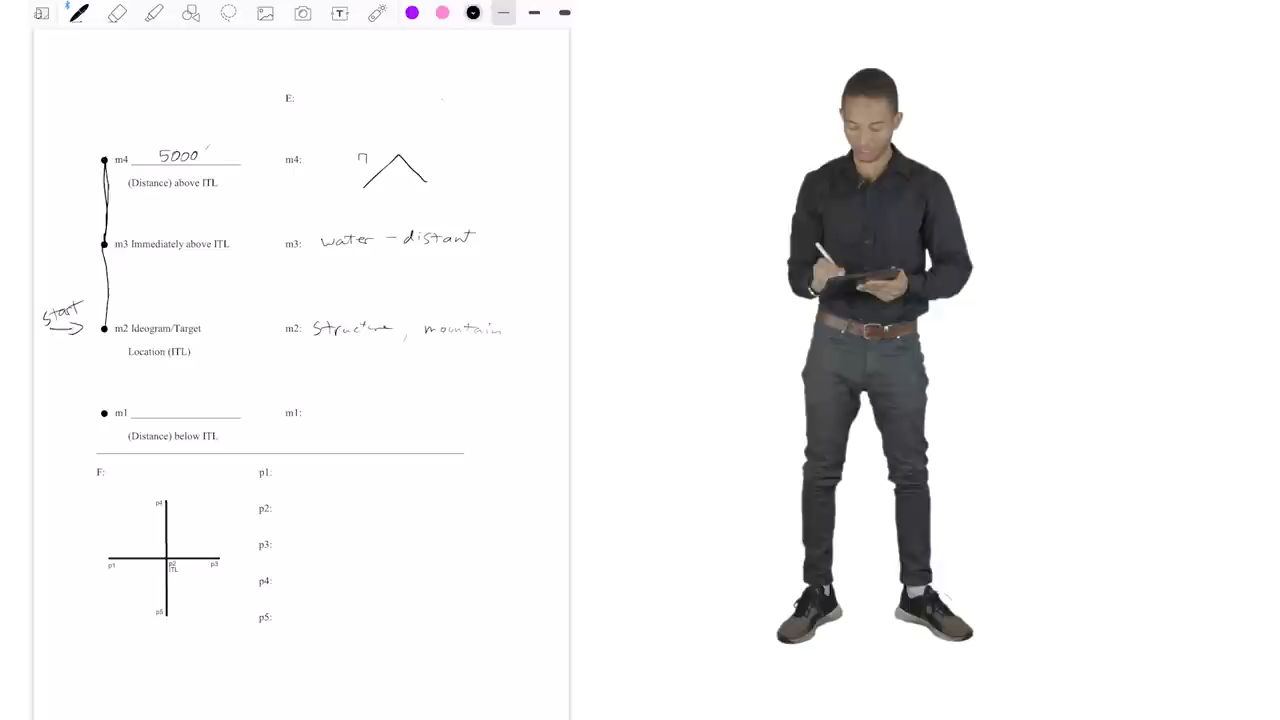 T
E:
m4 5000'
(Distance) above ITL
m4:
m3 Immediately above ITL
m3: water - distant
start
m2 Ideogram/Target
Location (ITL)
m2: structure, mountain
m1
(Distance) below ITL
m1:
F:
p4
p1
p2
ITL
p3
p5
p1:
p2:
p3:
p4:
p5: